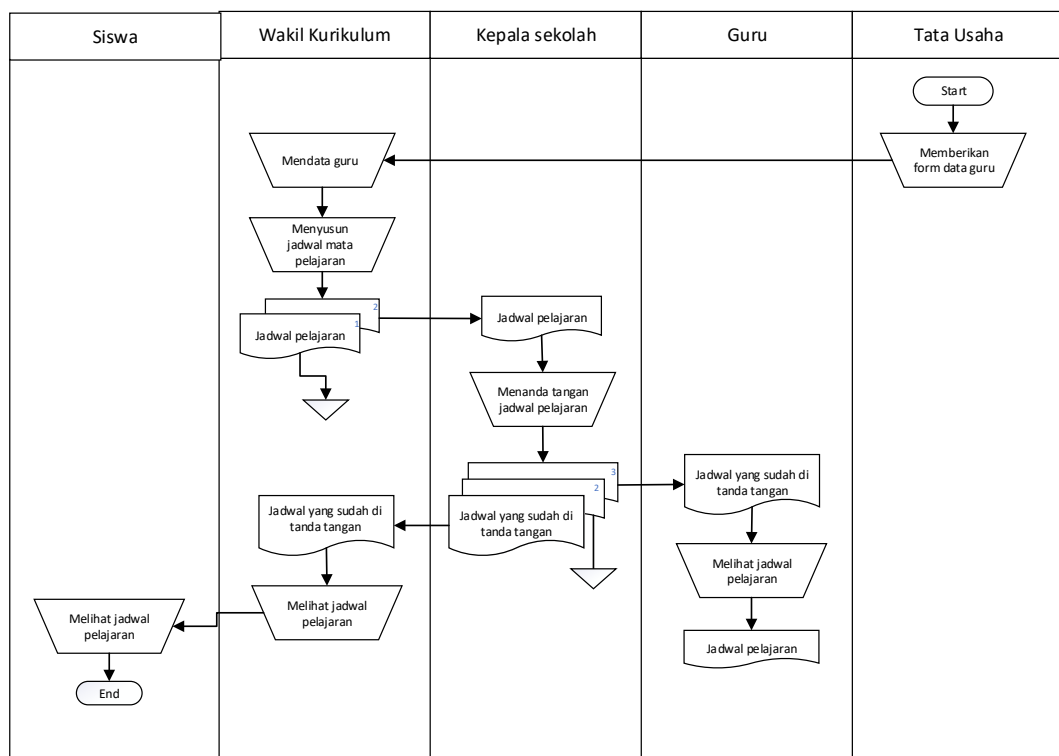 Siswa
Wakil Kurikulum
Kepala sekolah
Guru
Tata Usaha
Start
Memberikan
form data guru
Mendata guru
Menyusun
jadwal mata
pelajaran
2
1
Jadwal pelajaran
Jadwal pelajaran
Menanda tangan
jadwal pelajaran
3
2
Jadwal yang sudah di
tanda tangan
Jadwal yang sudah di
tanda tangan
Melihat jadwal
pelajaran
Jadwal pelajaran
Jadwal yang sudah di
tanda tangan
Melihat jadwal
pelajaran
Melihat jadwal
pelajaran
End